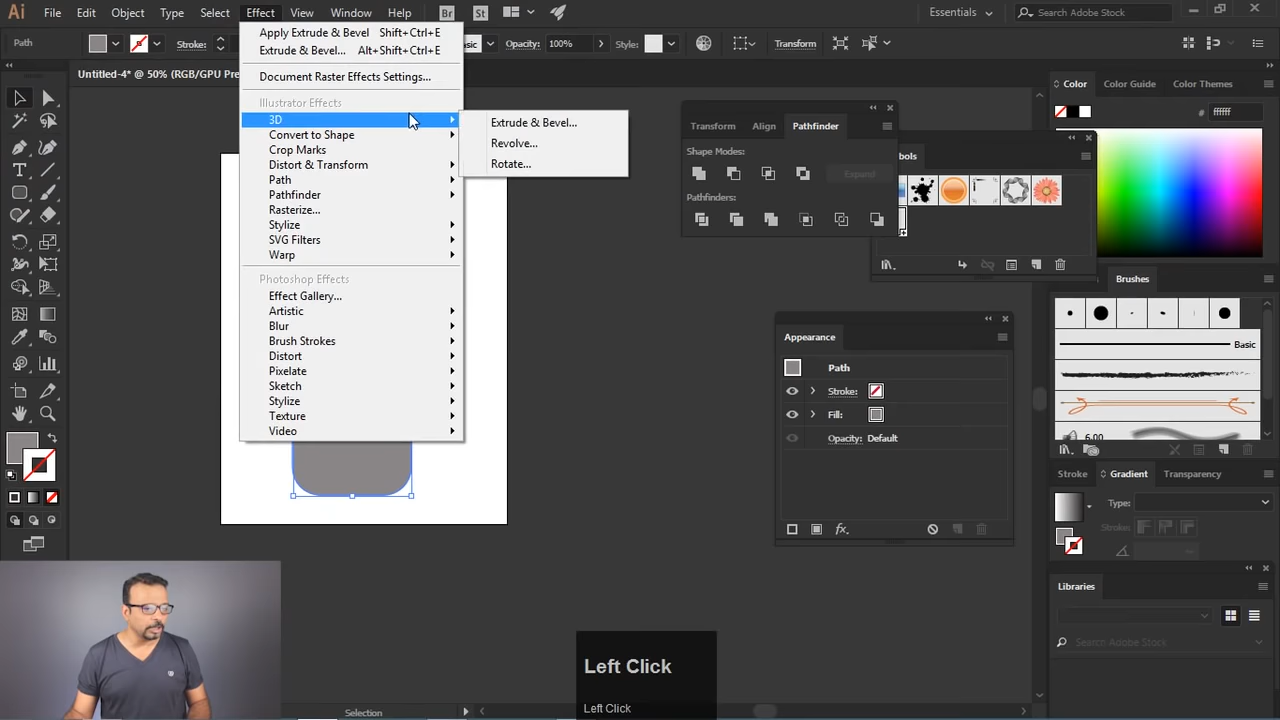 Ai File Edit Object Type Select Effect View Window Help Br St Essentials Search Adobe Stock
Path Stroke: Basic Opacity: 100% Style: Transform
Untitled-4* @ 50% (RGB/GPU Pre
Apply Extrude & Bevel Shift+Ctrl+E
Extrude & Bevel... Alt+Shift+Ctrl+E
Document Raster Effects Settings...
Illustrator Effects
3D
Convert to Shape
Crop Marks
Distort & Transform
Path
Pathfinder
Rasterize...
Stylize
SVG Filters
Warp
Photoshop Effects
Effect Gallery...
Artistic
Blur
Brush Strokes
Distort
Pixelate
Sketch
Stylize
Texture
Video
Extrude & Bevel...
Revolve...
Rotate...
Transform Align Pathfinder
Shape Modes:
Expand
Pathfinders:
bols
Appearance
Path
Stroke:
Fill:
Opacity: Default
Color Color Guide Color Themes
# ffffff
Brushes
Basic
6.00
Stroke Gradient Transparency
Type:
Stroke:
Libraries
Search Adobe Stock
Left Click
Left Click
Selection